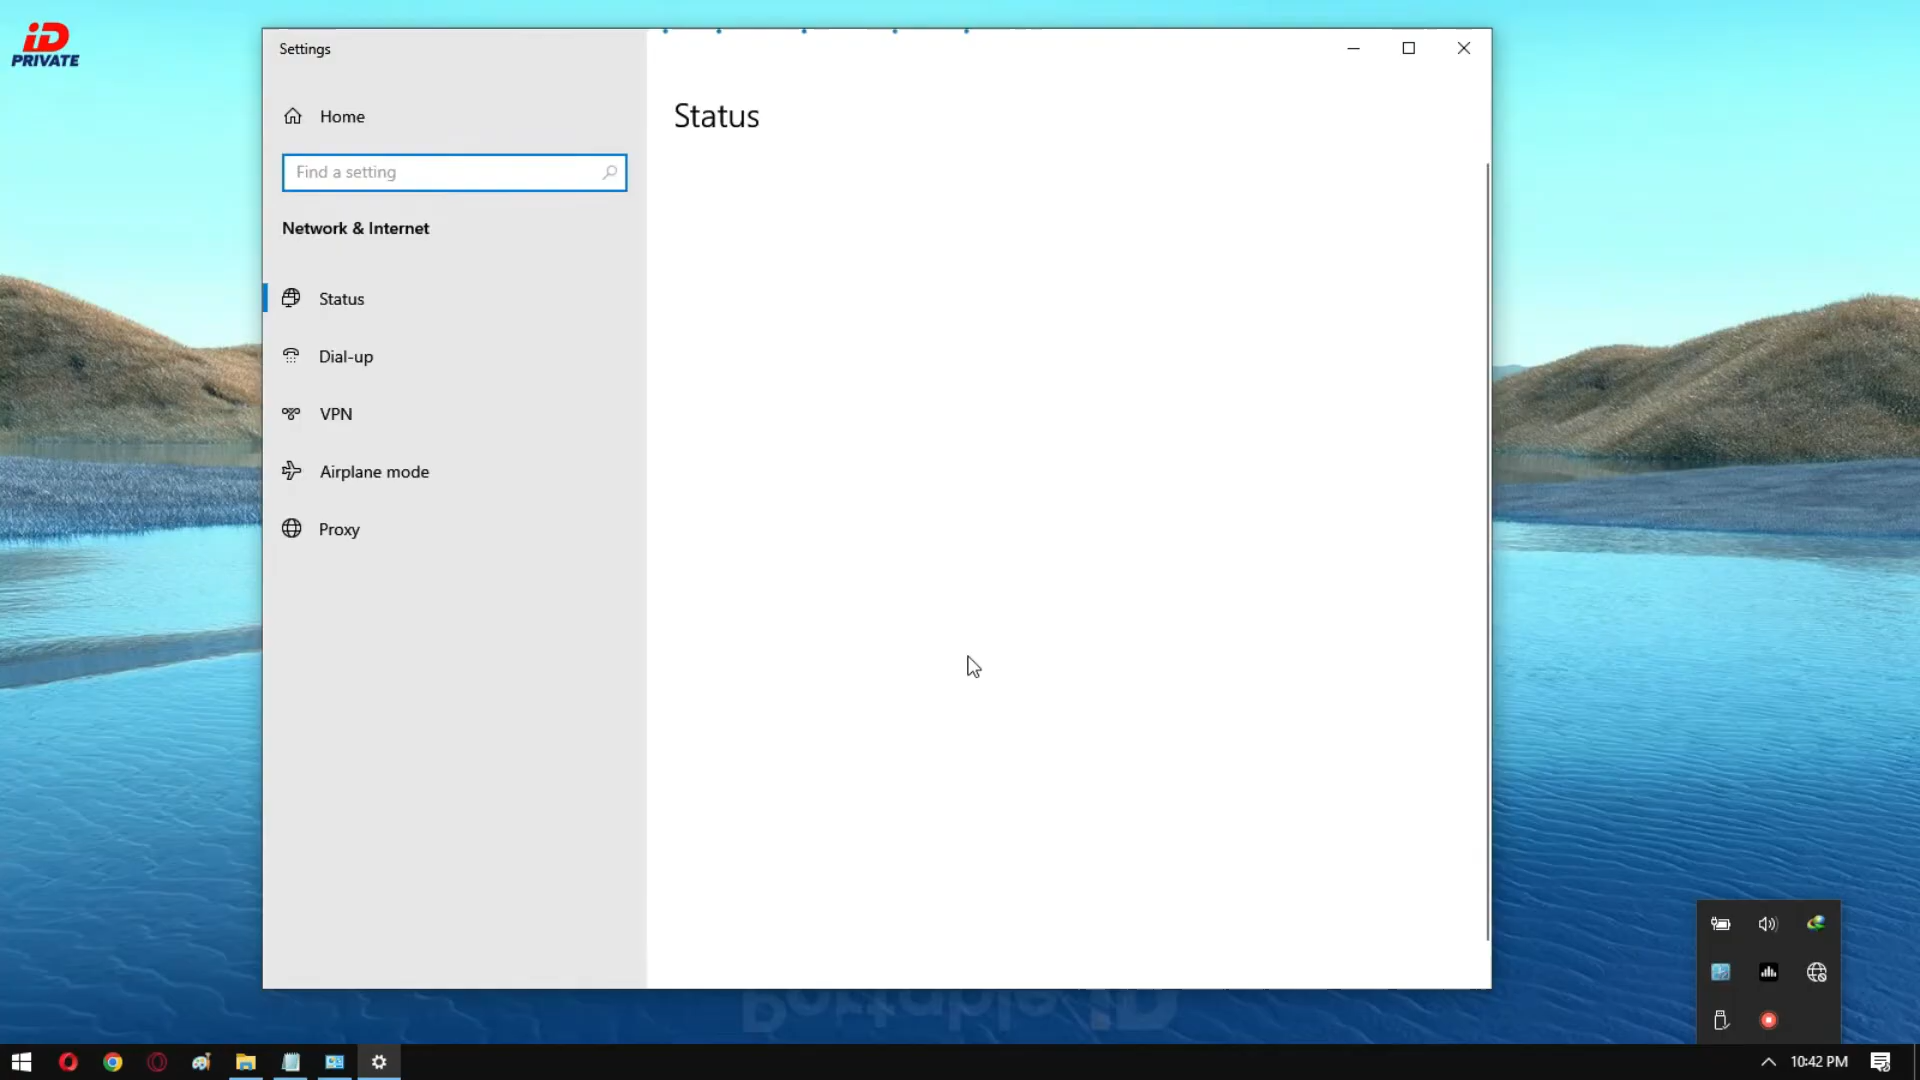 iD
PRIVATE
Settings
Home
Find a setting
Network & Internet
Status
Dial-up
VPN
Airplane mode
Proxy
Status
10:42 PM